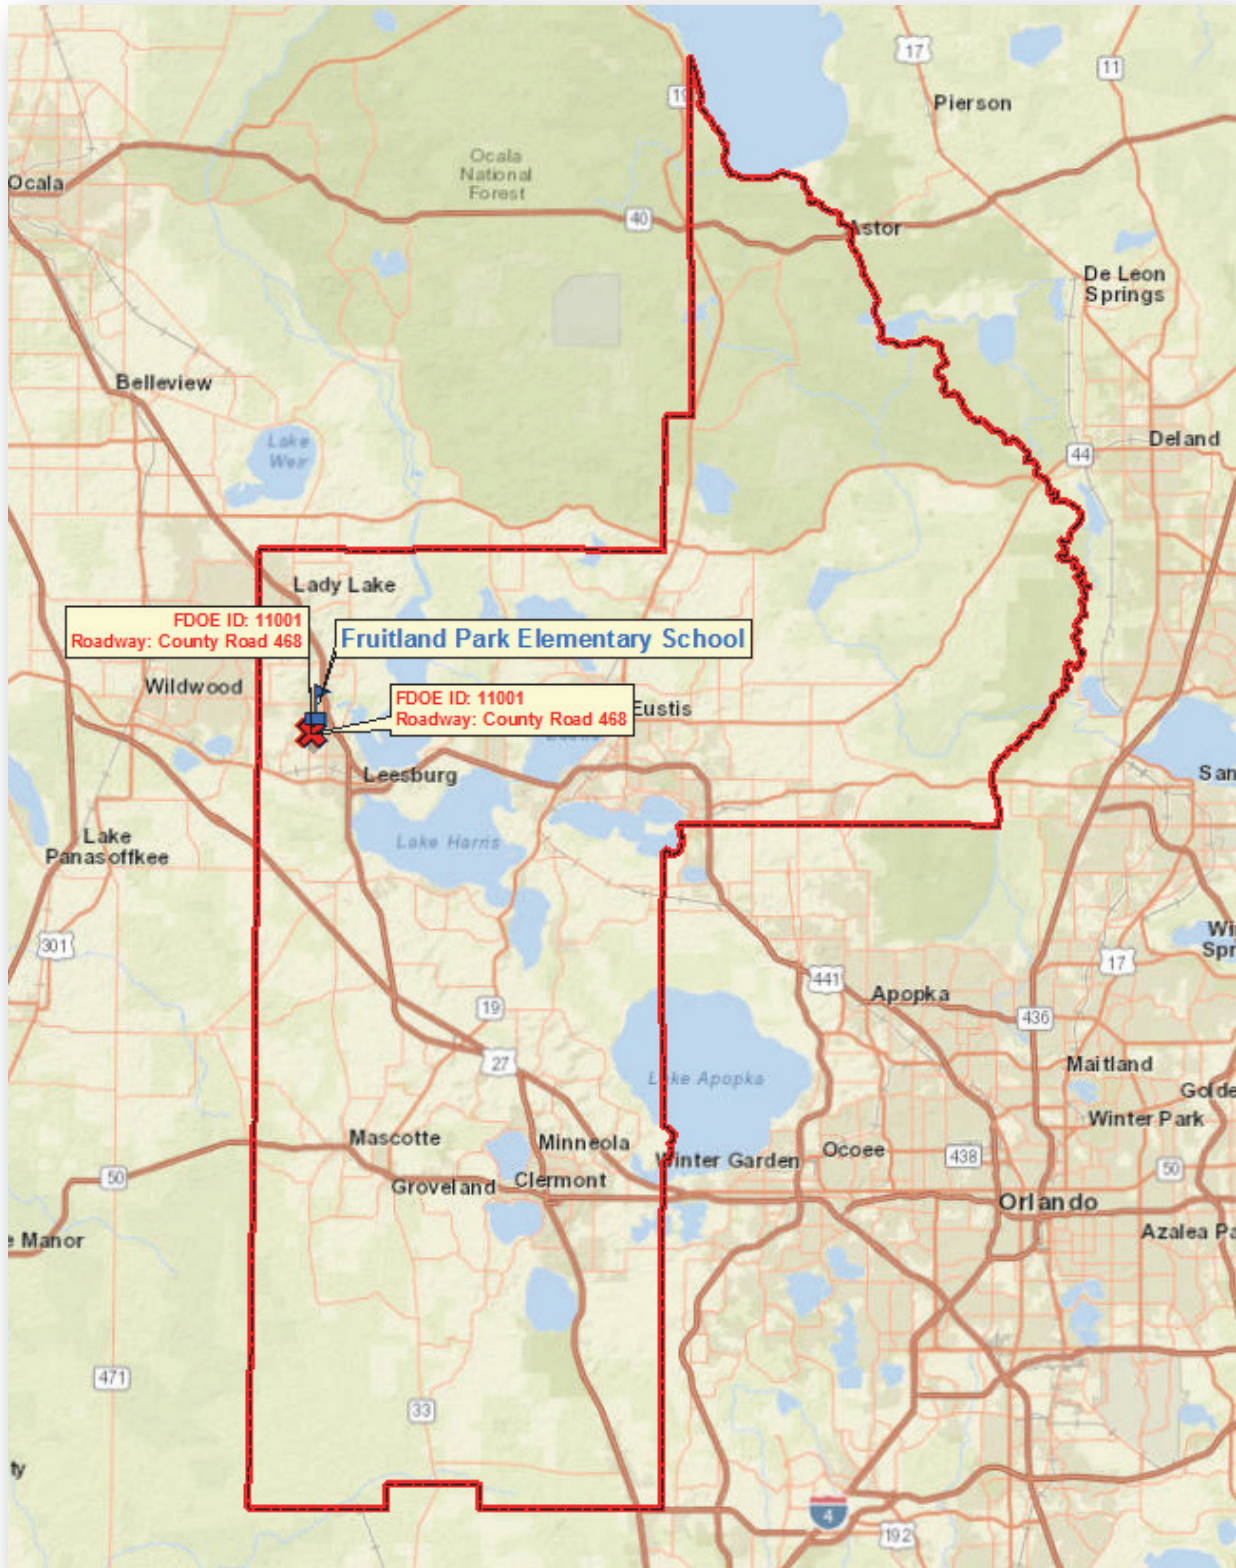 17
11
19
Pierson
Ocala
National
Forest
Ocala
40
Astor
De Leon
Springs
Belleview
Lake
Weir
Deland
44
Lady Lake
FDOE ID: 11001
Roadway: County Road 468
Fruitland Park Elementary School
Wildwood
FDOE ID: 11001
Roadway: County Road 468
Eustis
Leesburg
San
Lake
Panasoffkee
Lake Harris
301
Wi
Spr
17
441
Apopka
19
436
27
Maitland
Lake Apopka
Golde
Winter Park
Mascotte
Minneola
Ocoee
438
50
Winter Garden
50
Groveland
Clermont
Orlando
e Manor
Azalea Pa
471
33
ty
4
192